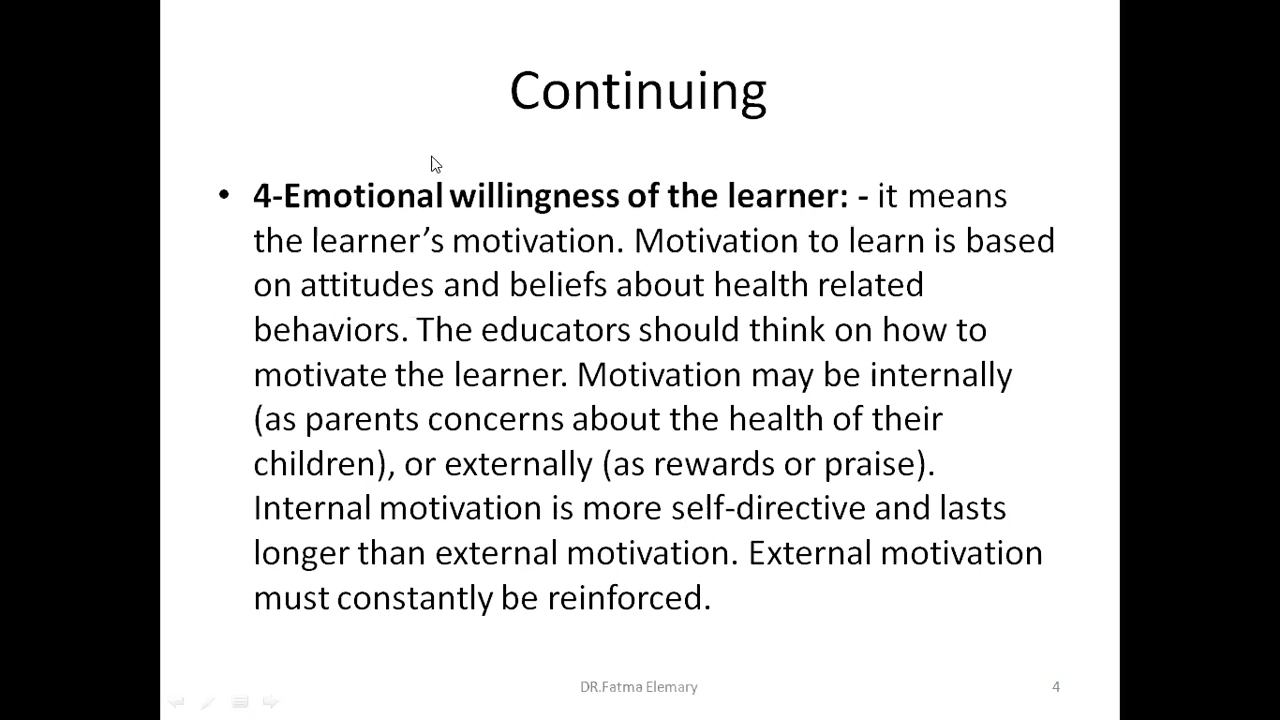 Continuing
• 4-Emotional willingness of the learner: - it means
the learner’s motivation. Motivation to learn is based
on attitudes and beliefs about health related
behaviors. The educators should think on how to
motivate the learner. Motivation may be internally
(as parents concerns about the health of their
children), or externally (as rewards or praise).
Internal motivation is more self-directive and lasts
longer than external motivation. External motivation
must constantly be reinforced.
DR.Fatma Elemary
4